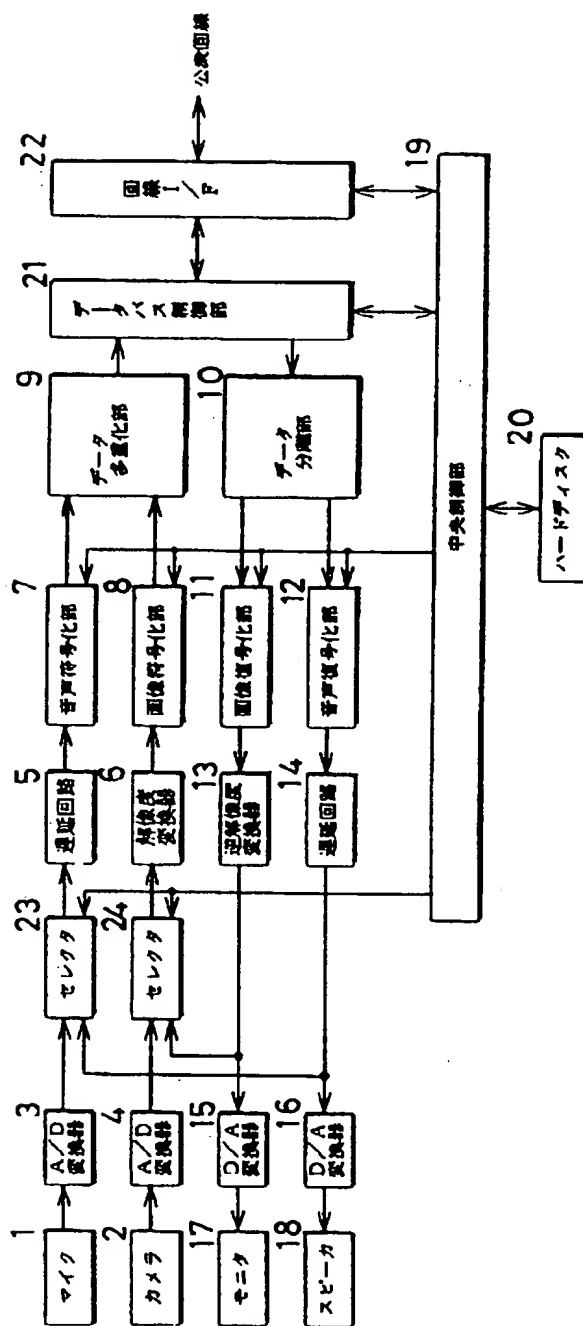 1
マイク
3
A/D
変換器
23
セレクタ
5
遅延回路
7
音声符号化部
9
データ
多重化部
21
データパス制御部
22
回線I/F
公衆回線
2
カメラ
4
A/D
変換器
24
セレクタ
6
解像度
変換器
8
画像符号化部
17
モニタ
15
D/A
変換器
13
逆解像度
変換器
11
画像復号化部
10
データ
分離部
18
スピーカ
16
D/A
変換器
14
遅延回路
12
音声復号化部
19
中央制御部
20
ハードディスク